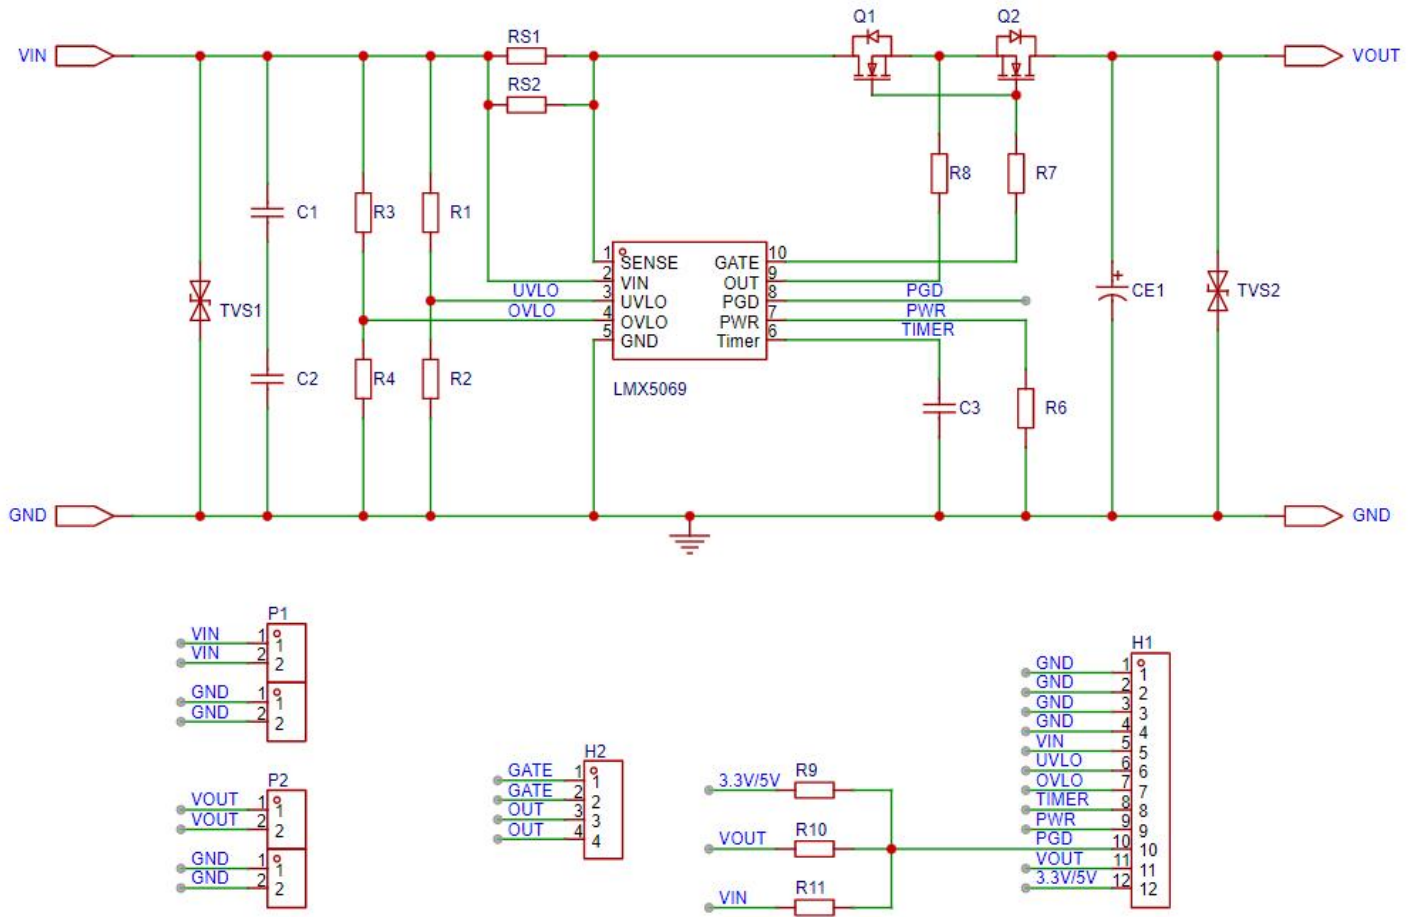 Q1 Q2
VIN RS1 VOUT
RS2
R8 R7
C1 R3 R1
1 SENSE GATE 10
2 VIN OUT 9
UVLO 3 UVLO PGD 8 PGD
OVLO 4 OVLO PWR 7 PWR
5 GND Timer 6 TIMER
TVS1 CE1 + TVS2
C2 R4 R2 LMX5069
C3 R6
GND GND
P1
VIN 1 1
VIN 2 2
GND 1 1
GND 2 2
P2
VOUT 1 1
VOUT 2 2
GND 1 1
GND 2 2
H2
GATE 1 1
GATE 2 2
OUT 3 3
OUT 4 4
3.3V/5V R9
VOUT R10
VIN R11
H1
GND 1 1
GND 2 2
GND 3 3
GND 4 4
VIN 5 5
UVLO 6 6
OVLO 7 7
TIMER 8 8
PWR 9 9
PGD 10 10
VOUT 11 11
3.3V/5V 12 12